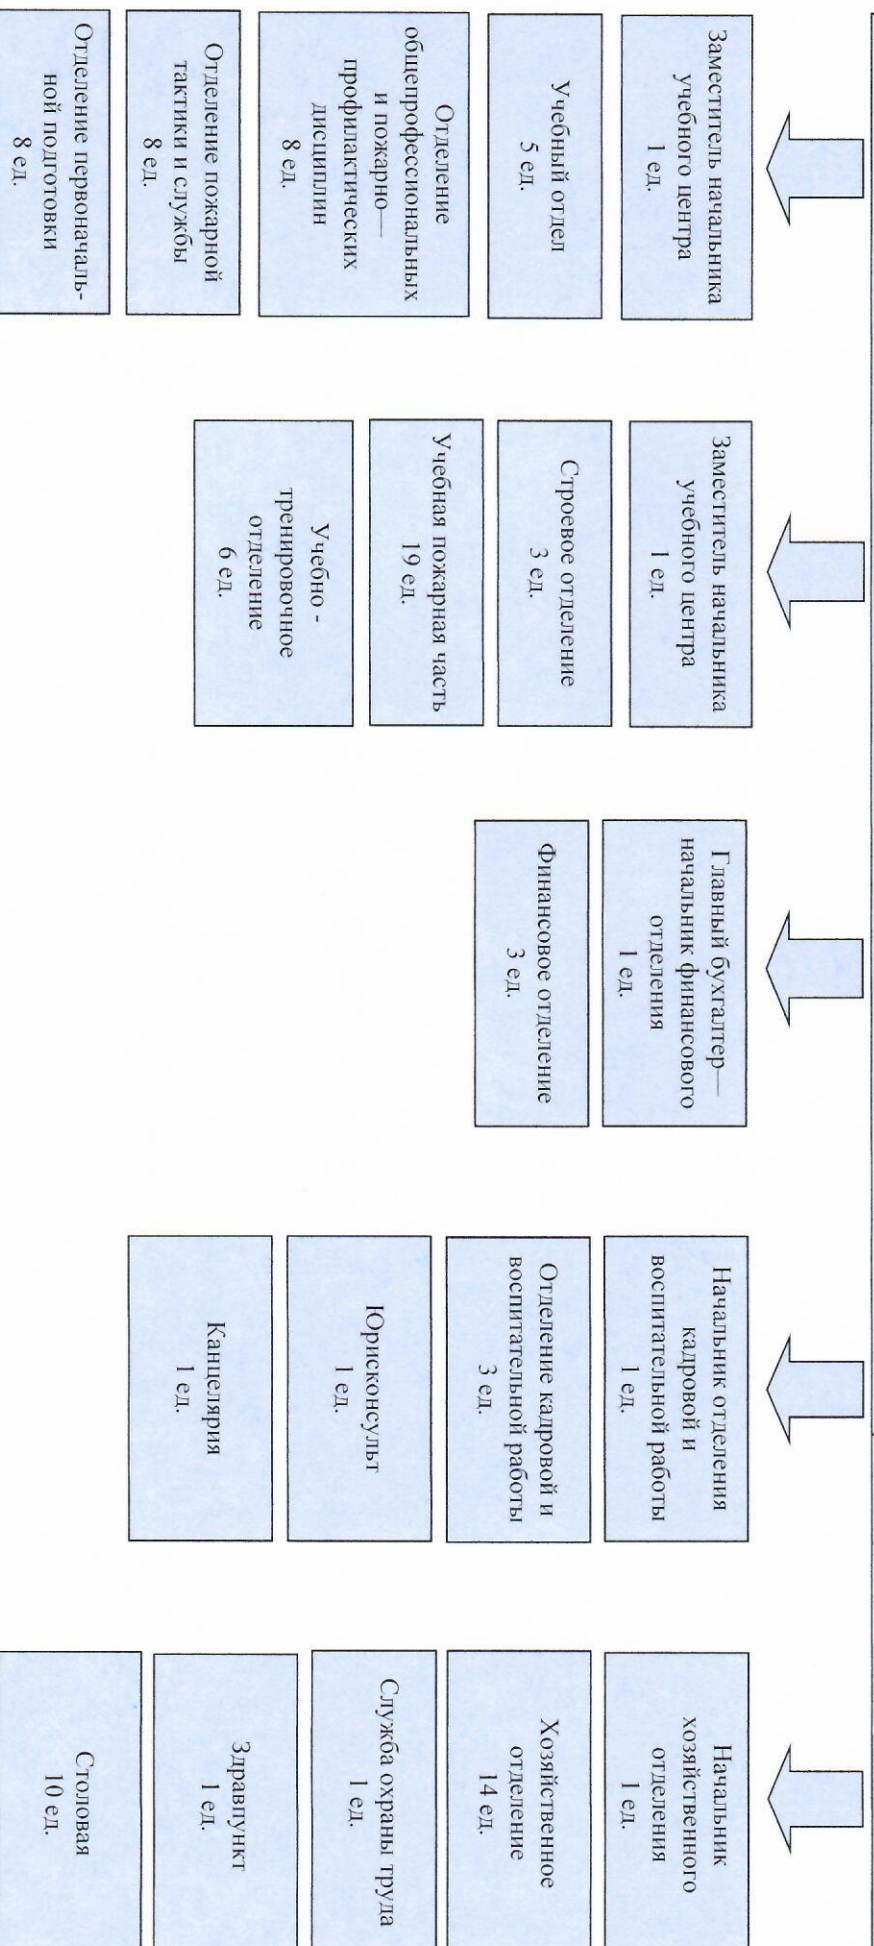 Заместитель начальника
учебного центра
1 ед.
Учебный отдел
5 ед.
Отделение
общепрофессиональных
и пожарно—
профилактических
дисциплин
8 ед.
Отделение пожарной
тактики и службы
8 ед.
Отделение первоначаль-
ной подготовки
8 ед.
Заместитель начальника
учебного центра
1 ед.
Строевое отделение
3 ед.
Учебная пожарная часть
19 ед.
Учебно -
тренировочное
отделение
6 ед.
Главный бухгалтер—
начальник финансового
отделения
1 ед.
Финансовое отделение
3 ед.
Начальник отделения
кадровой и
воспитательной работы
1 ед.
Отделение кадровой и
воспитательной работы
3 ед.
Юрисконсульт
1 ед.
Канцелярия
1 ед.
Начальник
хозяйственного
отделения
1 ед.
Хозяйственное
отделение
14 ед.
Служба охраны труда
1 ед.
Здравпункт
1 ед.
Столовая
10 ед.